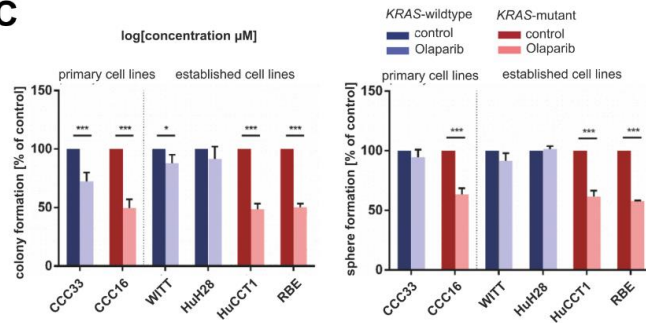 C
log[concentration µM]
KRAS-wildtype
control
Olaparib
KRAS-mutant
control
Olaparib
primary cell lines
established cell lines
colony formation [% of control]
150
100
50
0
***
***
*
***
***
CCC33
CCC16
WITT
HuH28
HuCCT1
RBE
primary cell lines
established cell lines
sphere formation [% of control]
150
100
50
0
***
***
***
CCC33
CCC16
WITT
HuH28
HuCCT1
RBE